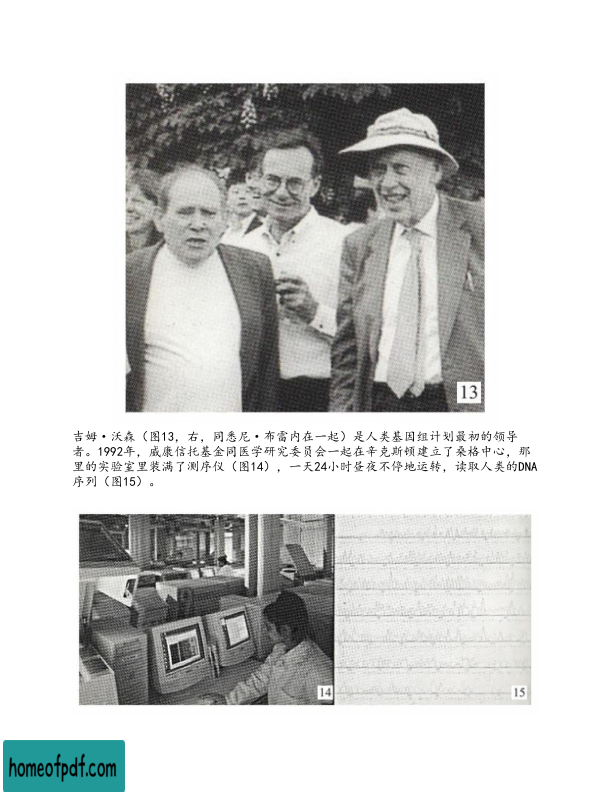 13
吉姆·沃森（图13，右，同悉尼·布雷内在一起）是人类基因组计划最初的领导
者。1992年，威康信托基金同医学研究委员会一起在辛克斯顿建立了桑格中心，那
里的实验室里装满了测序仪（图14），一天24小时昼夜不停地运转，读取人类的DNA
序列（图15）。
14
15
homeofpdf.com